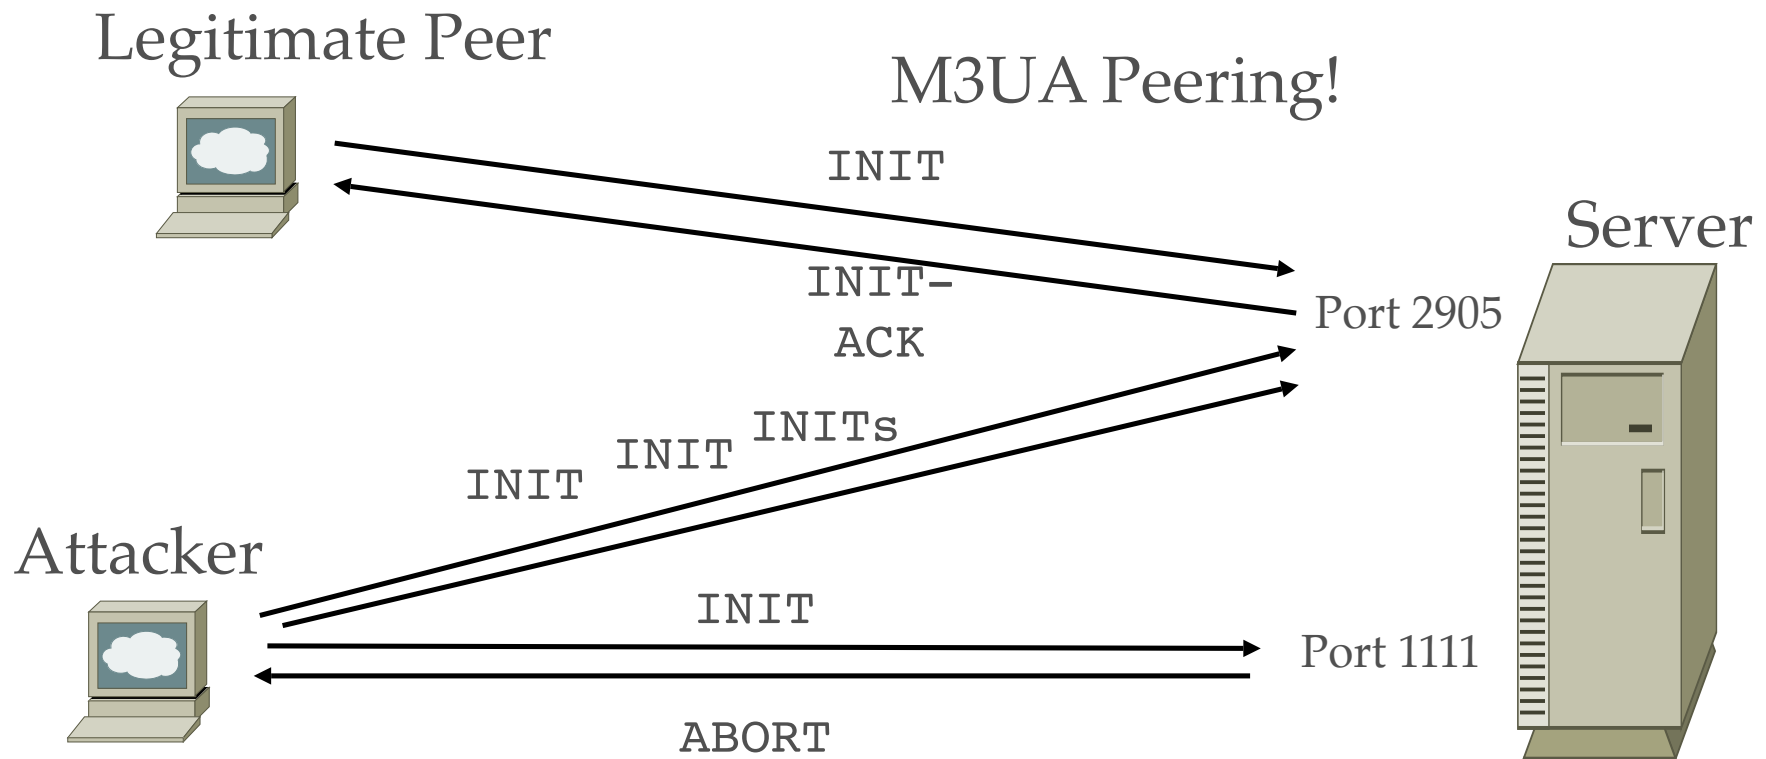 Legitimate Peer
M3UA Peering!
INIT
Server
INIT-
ACK
Port 2905
INITs
INIT
INIT
Attacker
INIT
Port 1111
ABORT